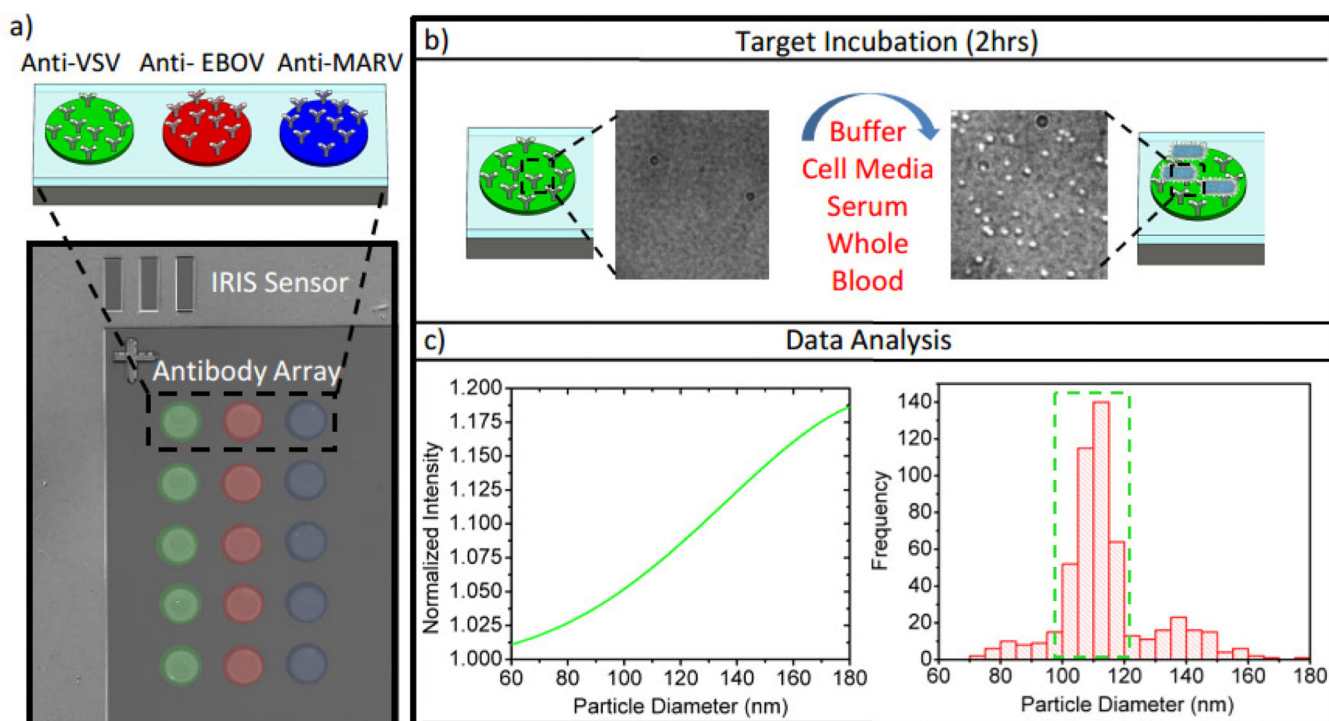 a)
Anti-VSV Anti- EBOV Anti-MARV
IRIS Sensor
Antibody Array
b)
Target Incubation (2hrs)
Buffer
Cell Media
Serum
Whole
Blood
c)
Data Analysis
Normalized Intensity
1.200
1.175
1.150
1.125
1.100
1.075
1.050
1.025
1.000
60 80 100 120 140 160 180
Particle Diameter (nm)
Frequency
140
120
100
80
60
40
20
0
60 80 100 120 140 160 180
Particle Diameter (nm)